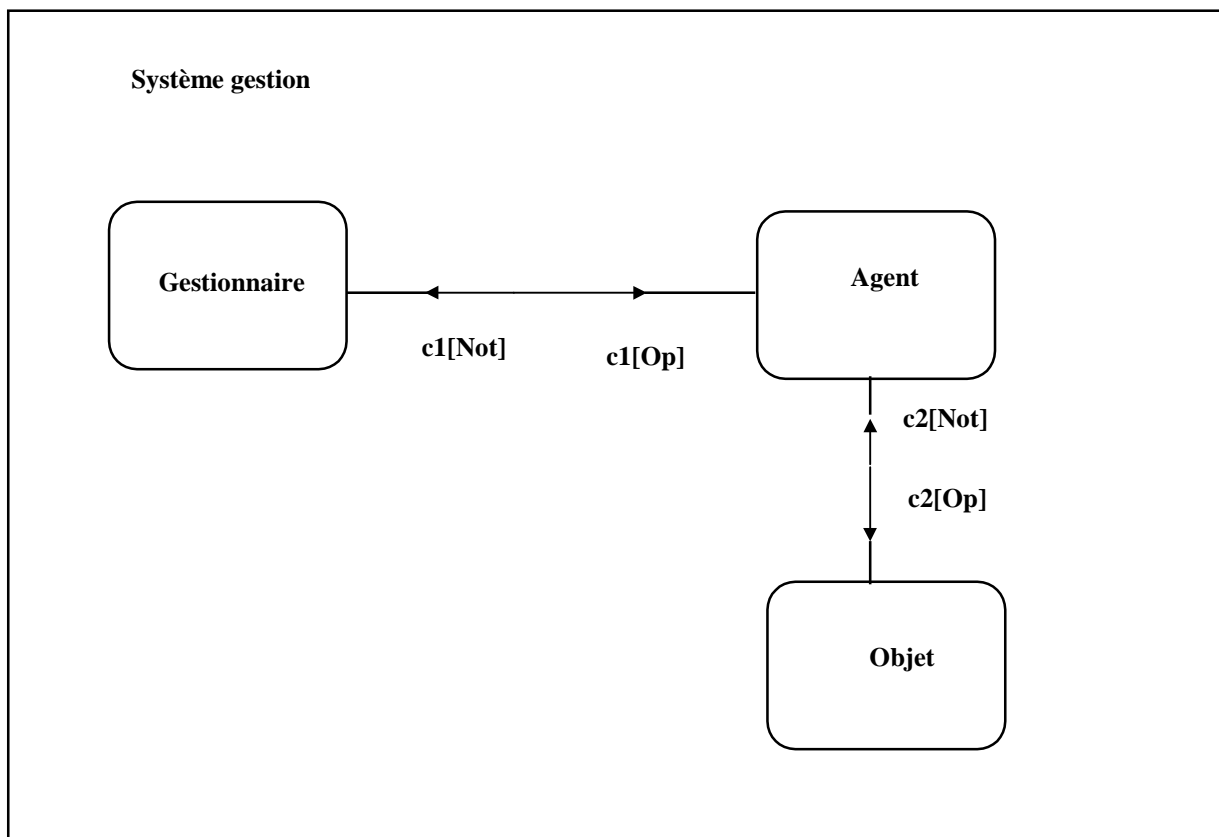 Système gestion
Gestionnaire
Agent
c1[Not]
c1[Op]
c2[Not]
c2[Op]
Objet